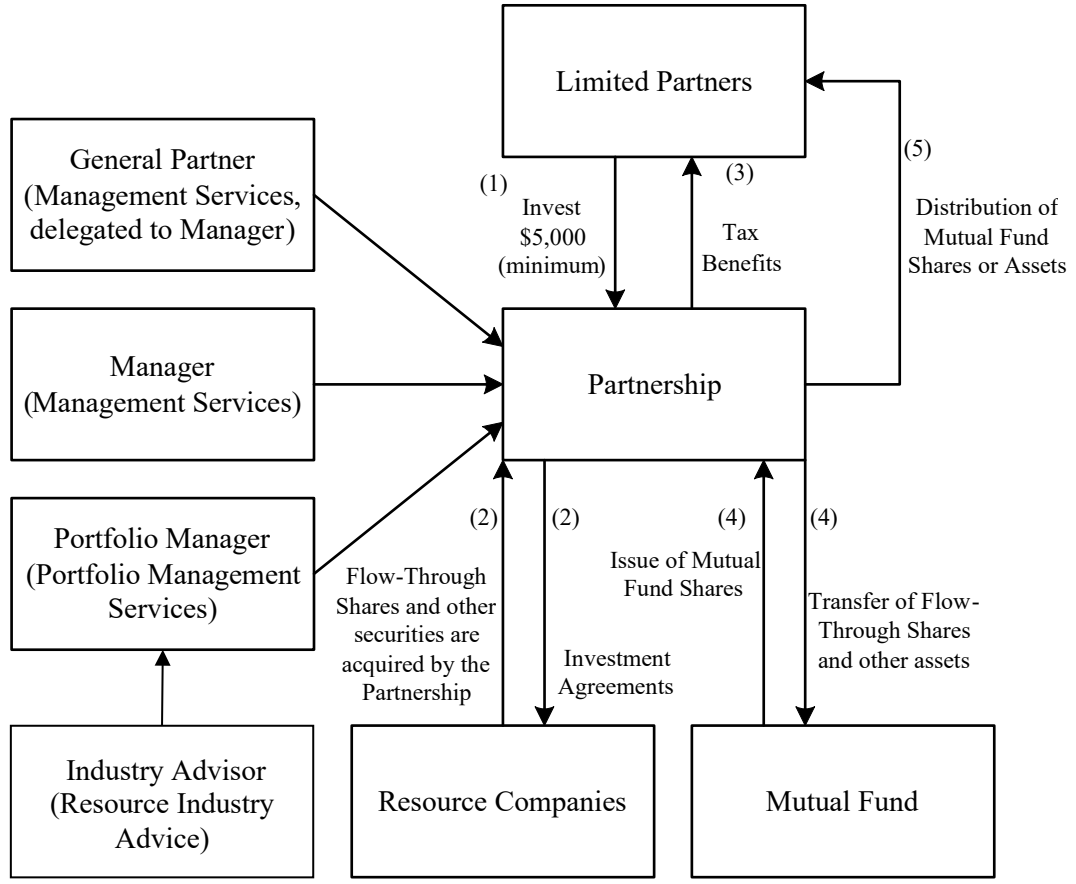 Limited Partners
General Partner
(Management Services,
delegated to Manager)
(1)
Invest
$5,000
(minimum)
(3)
Tax
Benefits
(5)
Distribution of
Mutual Fund
Shares or Assets
Manager
(Management Services)
Partnership
Portfolio Manager
(Portfolio Management
Services)
(2)
Flow-Through
Shares and other
securities are
acquired by the
Partnership
(2)
Investment
Agreements
(4)
Issue of Mutual
Fund Shares
(4)
Transfer of Flow-
Through Shares
and other assets
Industry Advisor
(Resource Industry
Advice)
Resource Companies
Mutual Fund